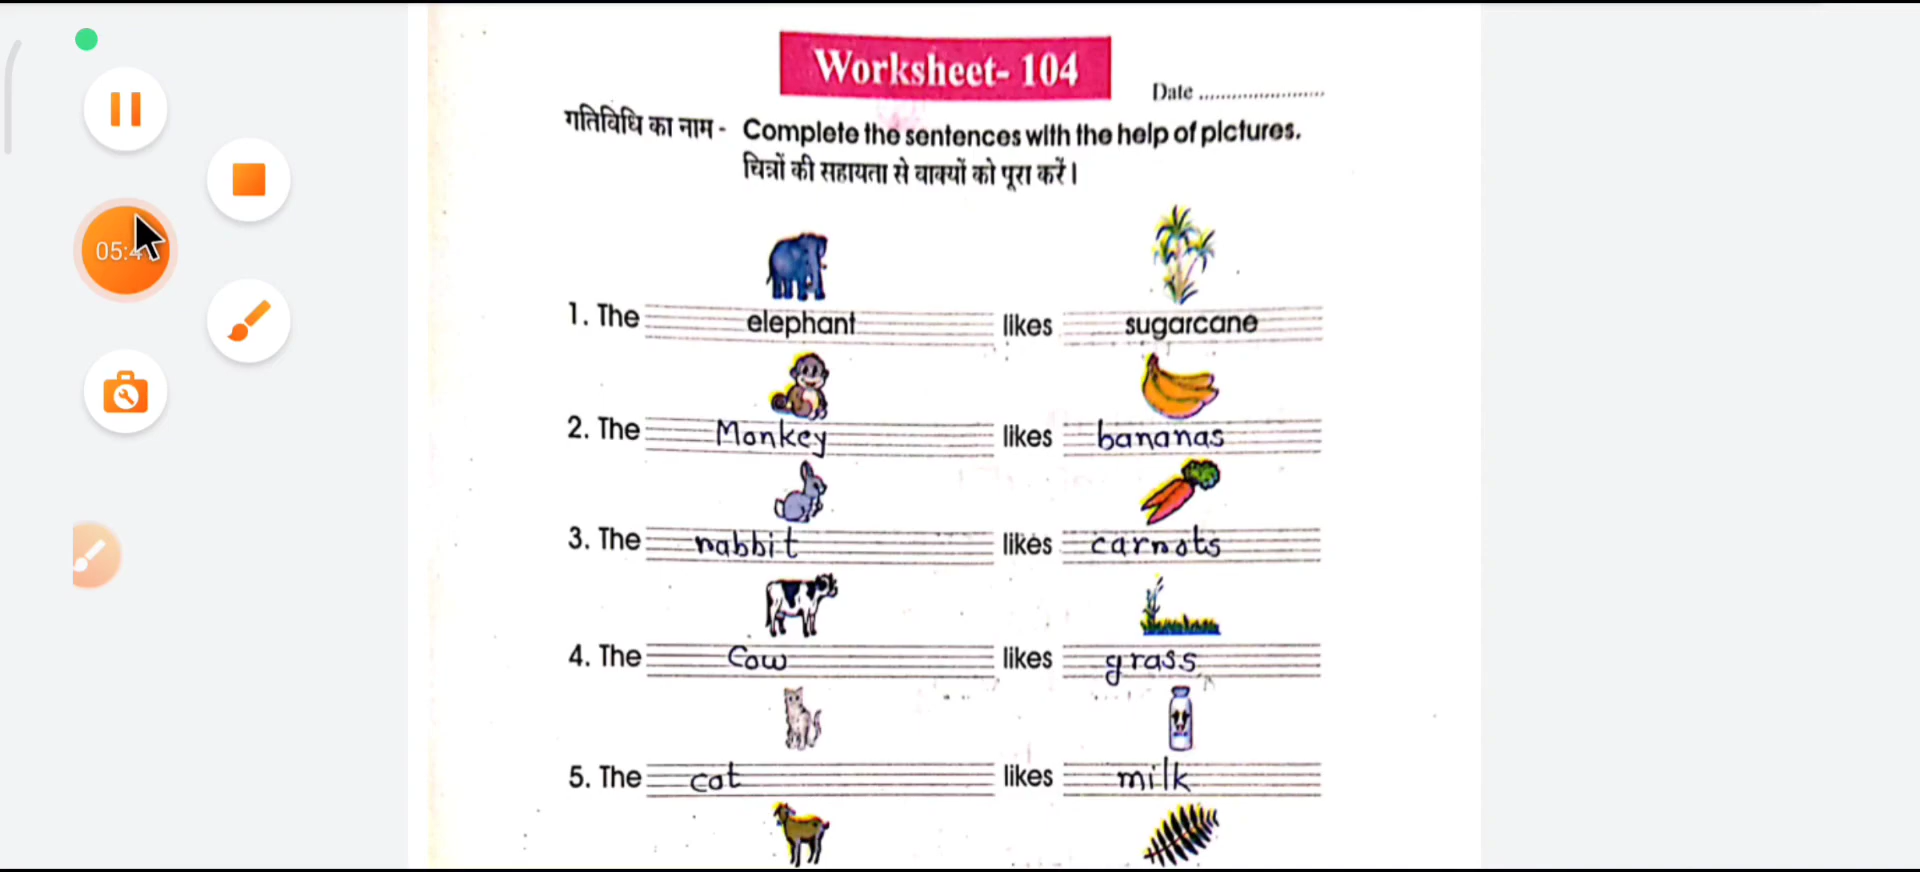 Worksheet- 104
Date ......................
गतिविधि का नाम - Complete the sentences with the help of pictures.
चित्रों की सहायता से वाक्यों को पूरा करें।
1. The elephant likes sugarcane
2. The Monkey likes bananas
3. The rabbit likes carrots
4. The Cow likes grass
5. The cat likes milk